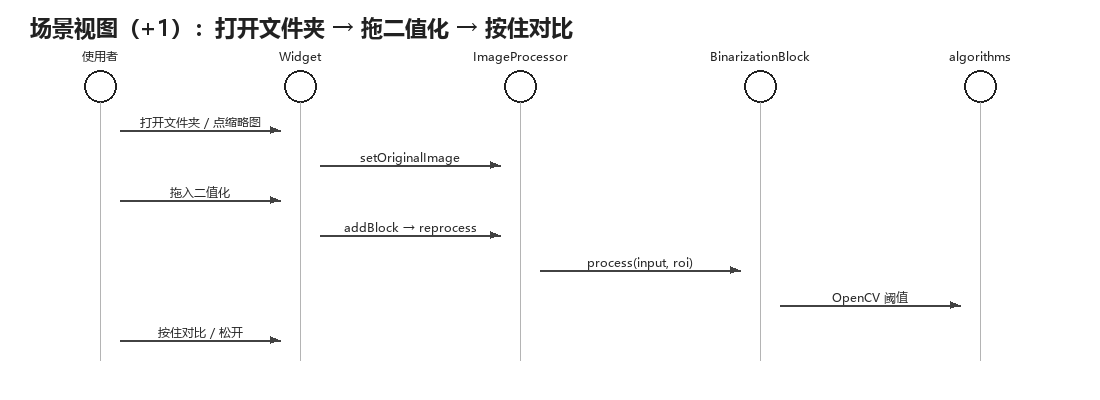 场景视图（+1）：打开文件夹 → 拖二值化 → 按住对比
使用者 Widget ImageProcessor BinarizationBlock algorithms
打开文件夹 / 点缩略图
setOriginalImage
拖入二值化
addBlock → reprocess
process(input, roi)
OpenCV 阈值
按住对比 / 松开